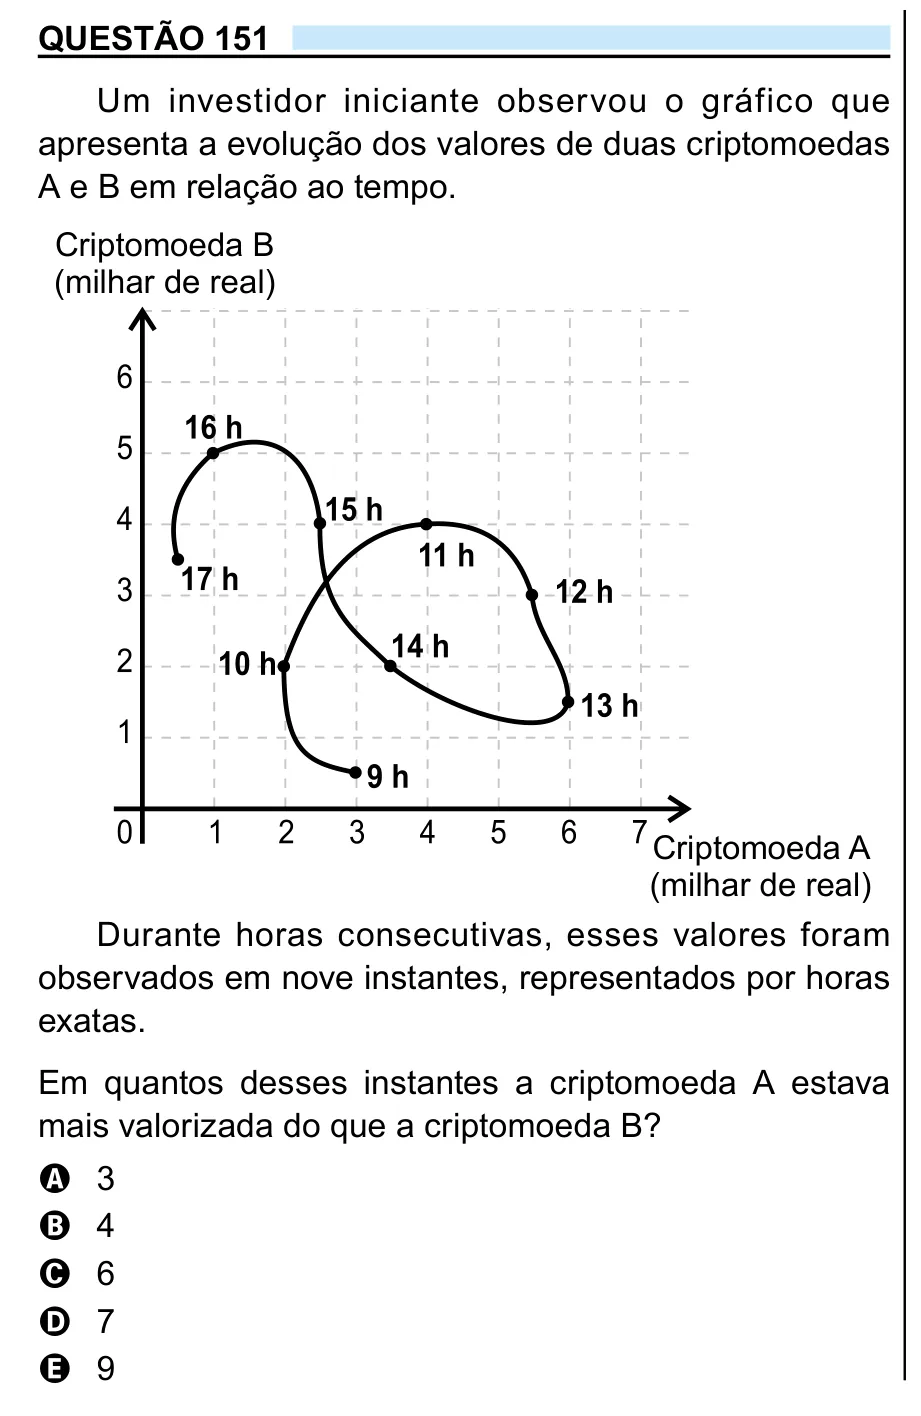 QUESTÃO 151
Um investidor iniciante observou o gráfico que
apresenta a evolução dos valores de duas criptomoedas
A e B em relação ao tempo.
Criptomoeda B
(milhar de real)
6
16 h
5
15 h
4
11 h
17 h
12 h
3
14 h
2
10 h
13 h
1
9 h
0 1 2 3 4 5 6 7
Criptomoeda A
(milhar de real)
Durante horas consecutivas, esses valores foram
observados em nove instantes, representados por horas
exatas.
Em quantos desses instantes a criptomoeda A estava
mais valorizada do que a criptomoeda B?
A 3
B 4
C 6
D 7
E 9